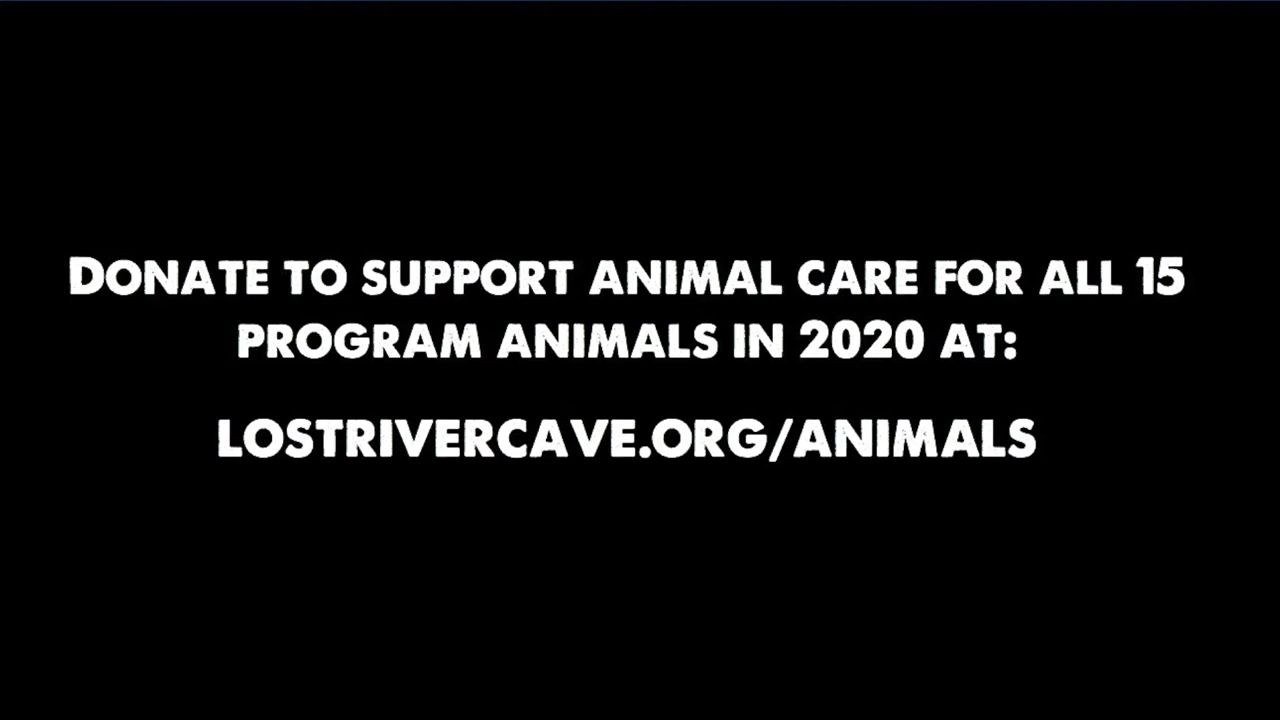 DONATE TO SUPPORT ANIMAL CARE FOR ALL 15
PROGRAM ANIMALS IN 2020 AT:
LOSTRIVERCAVE.ORG/ANIMALS